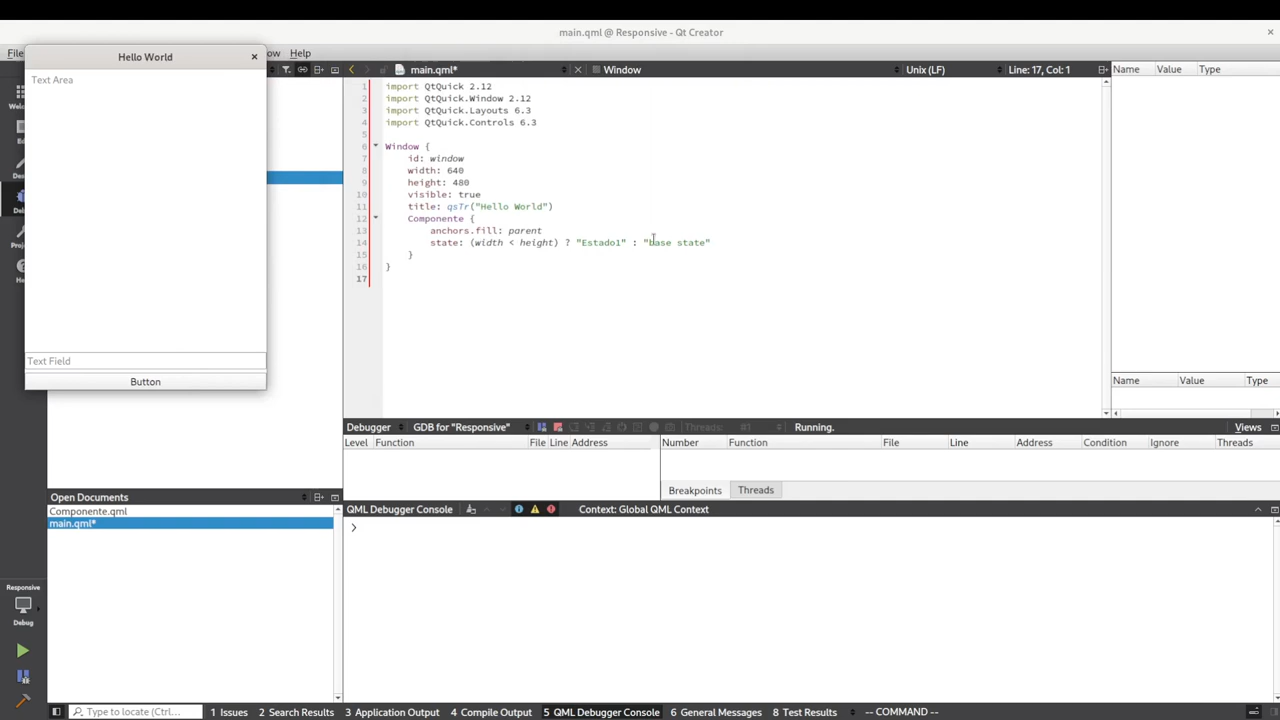 main.qml @ Responsive - Qt Creator
Help
Hello World
Text Area
Text Field
Button
main.qml*
Window
Unix (LF)
Line: 17, Col: 1
Name Value Type
1 import QtQuick 2.12
2 import QtQuick.Window 2.12
3 import QtQuick.Layouts 6.3
4 import QtQuick.Controls 6.3
5
6 Window {
7 id: window
8 width: 640
9 height: 480
10 visible: true
11 title: qsTr("Hello World")
12 Componente {
13 anchors.fill: parent
14 state: (width < height) ? "Estado1" : "base state"
15 }
16 }
17
Name Value Type
Debugger GDB for "Responsive" Threads: #1 Running. Views
Level Function File Line Address
Number Function File Line Address Condition Ignore Threads
Breakpoints Threads
Open Documents
Componente.qml
main.qml*
QML Debugger Console Context: Global QML Context
>
Responsive
Debug
Type to locate (Ctrl...
1 Issues 2 Search Results 3 Application Output 4 Compile Output 5 QML Debugger Console 6 General Messages 8 Test Results -- COMMAND --